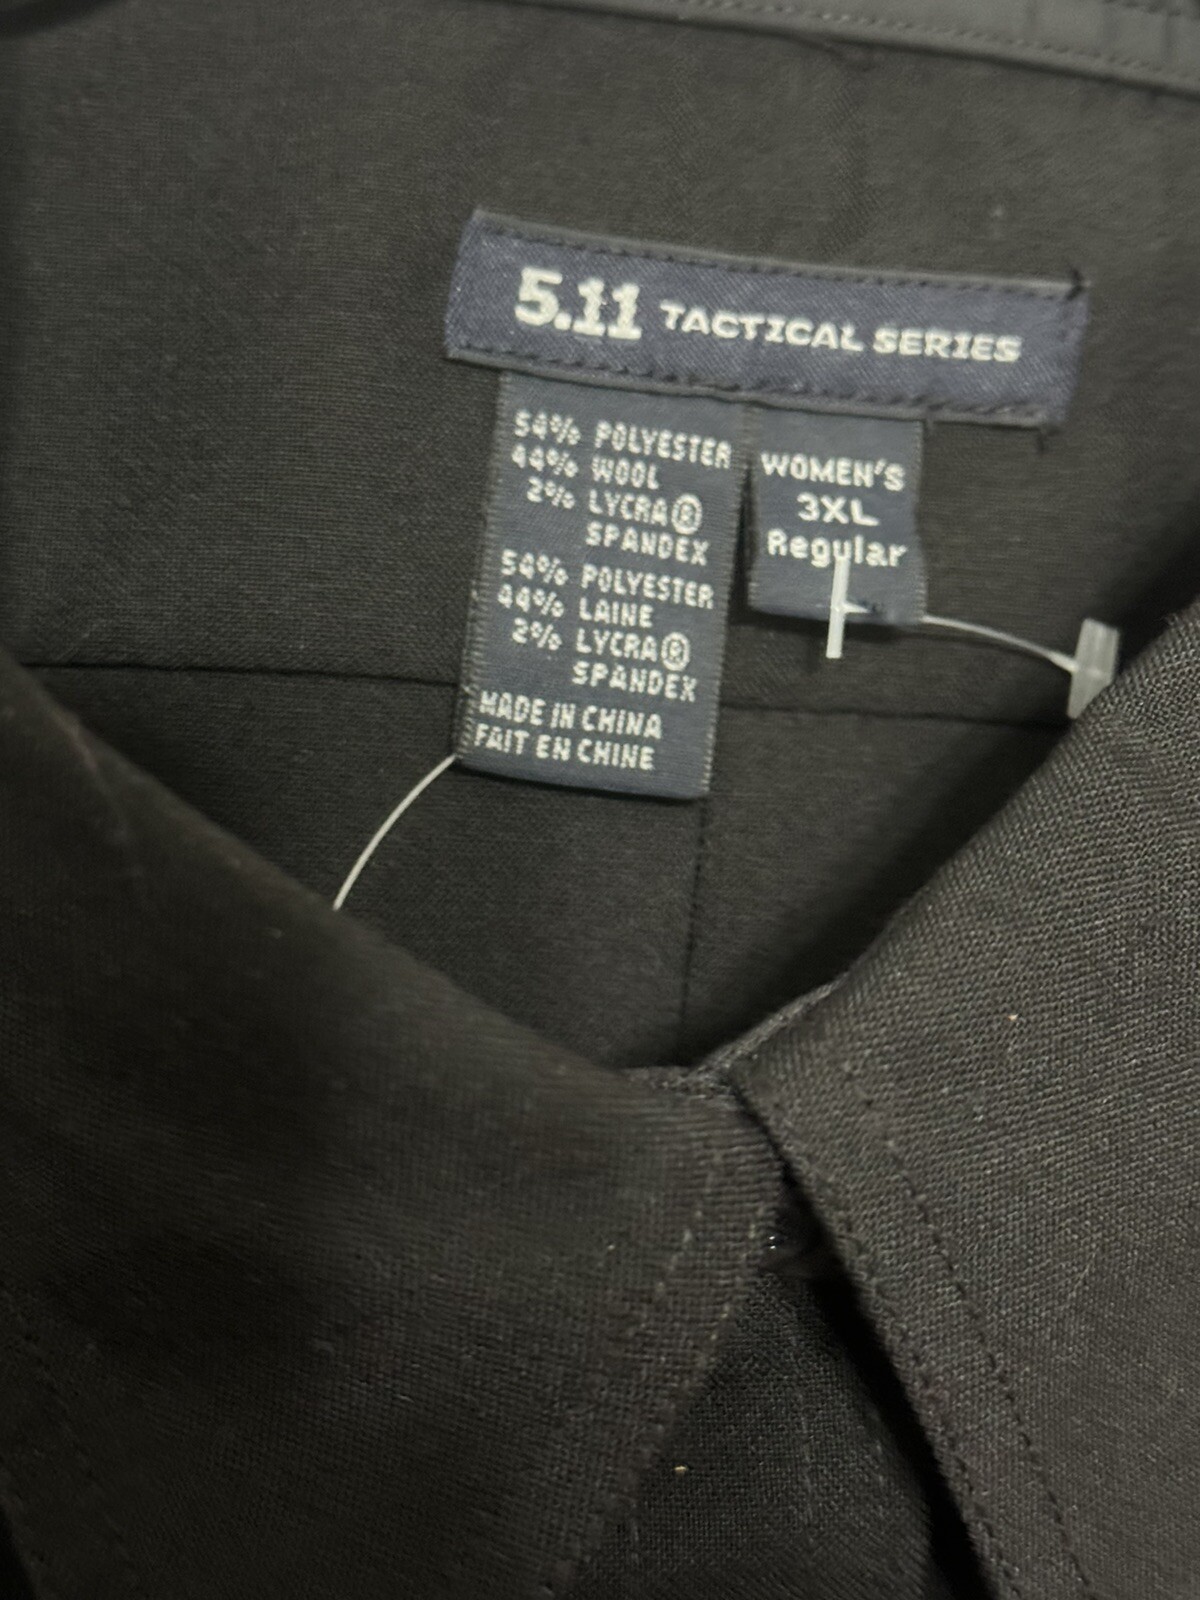 5.11 TACTICAL SERIES
54% POLYESTER
44% WOOL
2% LYCRA®
SPANDEX
54% POLYESTER
44% LAINE
2% LYCRA®
SPANDEX
MADE IN CHINA
FAIT EN CHINE
WOMEN'S
3XL
Regular